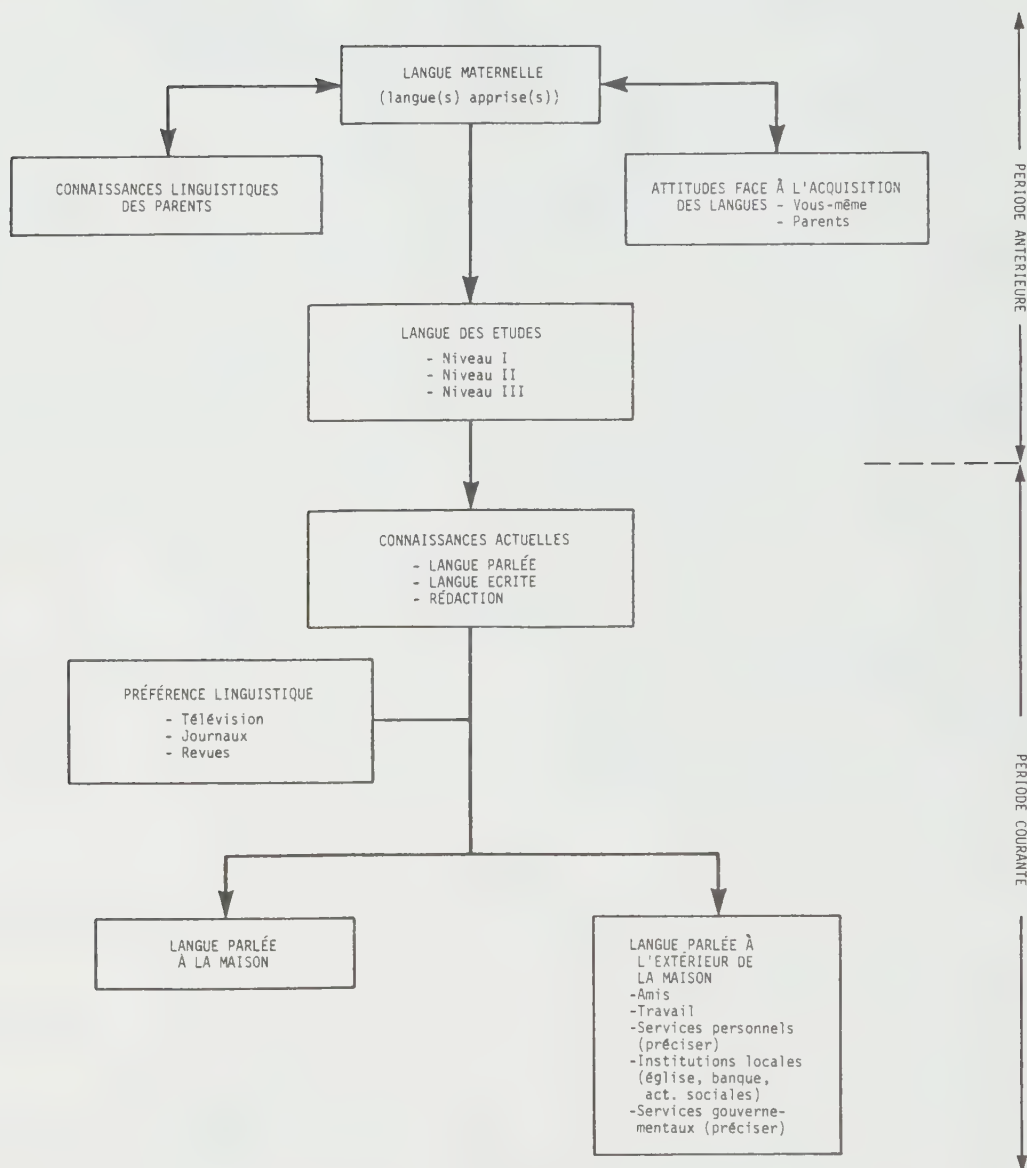 LANGUE MATERNELLE
(langue(s) apprise(s))
CONNAISSANCES LINGUISTIQUES
DES PARENTS
ATTITUDES FACE À L'ACQUISITION
DES LANGUES - Vous-même
- Parents
PERIODE ANTERIEURE
LANGUE DES ETUDES
- Niveau I
- Niveau II
- Niveau III
CONNAISSANCES ACTUELLES
- LANGUE PARLÉE
- LANGUE ECRITE
- RÉDACTION
PRÉFÉRENCE LINGUISTIQUE
- Télévision
- Journaux
- Revues
PERIODE COURANTE
LANGUE PARLÉE
À LA MAISON
LANGUE PARLÉE À
L'EXTÉRIEUR DE
LA MAISON
-Amis
-Travail
-Services personnels
(préciser)
-Institutions locales
(église, banque,
act. sociales)
-Services gouverne-
mentaux (préciser)